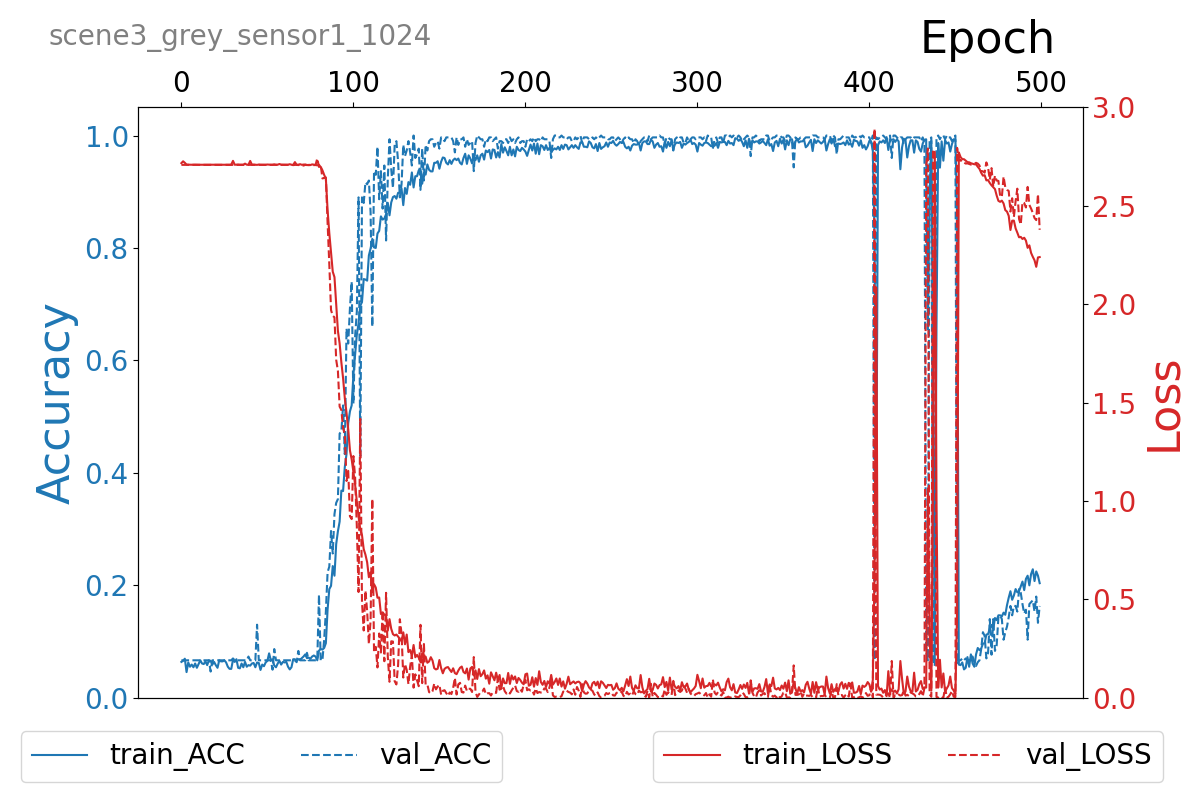 scene3_grey_sensor1_1024
Epoch
0 100 200 300 400 500
1.0
0.8
0.6
0.4
0.2
0.0
Accuracy
3.0
2.5
2.0
1.5
1.0
0.5
0.0
Loss
train_ACC val_ACC
train_LOSS val_LOSS